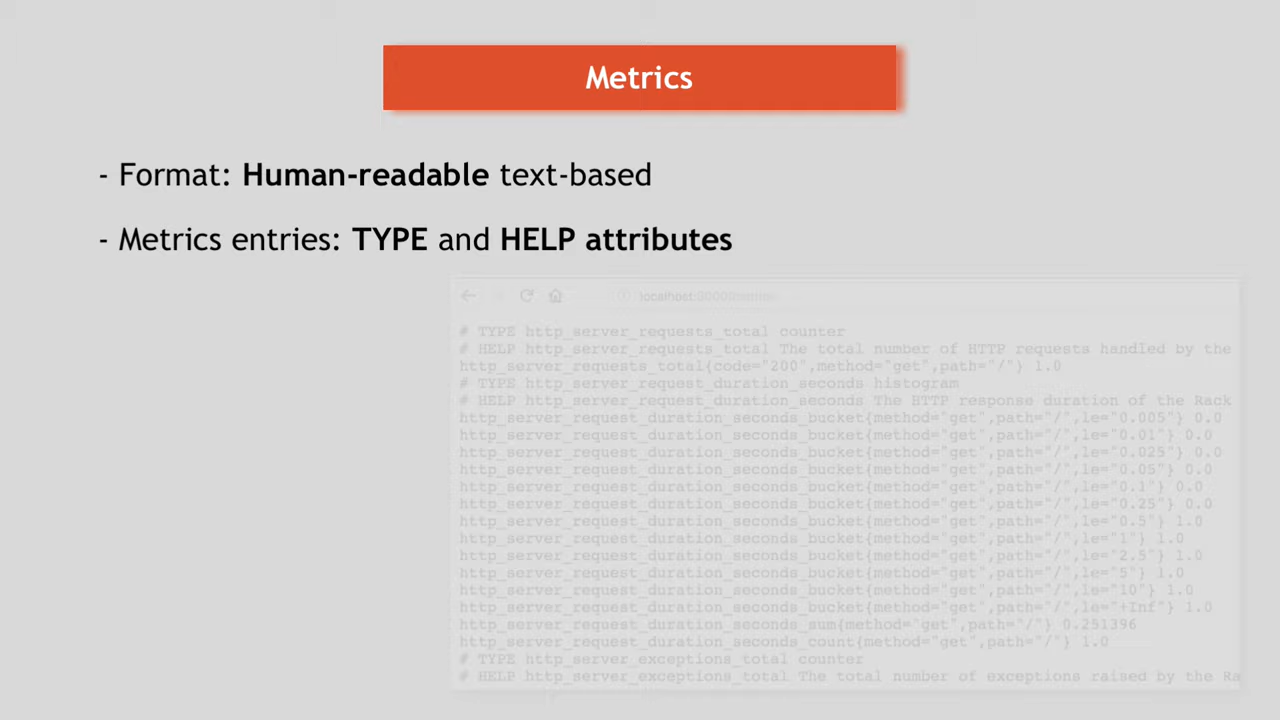 Metrics
- Format: Human-readable text-based
- Metrics entries: TYPE and HELP attributes
# TYPE http_server_requests_total counter
# HELP http_server_requests_total The total number of HTTP requests handled by the
http_server_requests_total{code="200",method="get",path="/"} 1.0
# TYPE http_server_request_duration_seconds histogram
# HELP http_server_request_duration_seconds The HTTP response duration of the Rack
http_server_request_duration_seconds_bucket{method="get",path="/",le="0.005"} 0.0
http_server_request_duration_seconds_bucket{method="get",path="/",le="0.01"} 0.0
http_server_request_duration_seconds_bucket{method="get",path="/",le="0.025"} 0.0
http_server_request_duration_seconds_bucket{method="get",path="/",le="0.05"} 0.0
http_server_request_duration_seconds_bucket{method="get",path="/",le="0.1"} 0.0
http_server_request_duration_seconds_bucket{method="get",path="/",le="0.25"} 0.0
http_server_request_duration_seconds_bucket{method="get",path="/",le="0.5"} 1.0
http_server_request_duration_seconds_bucket{method="get",path="/",le="1"} 1.0
http_server_request_duration_seconds_bucket{method="get",path="/",le="2.5"} 1.0
http_server_request_duration_seconds_bucket{method="get",path="/",le="5"} 1.0
http_server_request_duration_seconds_bucket{method="get",path="/",le="10"} 1.0
http_server_request_duration_seconds_bucket{method="get",path="/",le="+Inf"} 1.0
http_server_request_duration_seconds_sum{method="get",path="/"} 0.251396
http_server_request_duration_seconds_count{method="get",path="/"} 1.0
# TYPE http_server_exceptions_total counter
# HELP http_server_exceptions_total The total number of exceptions raised by the Ra